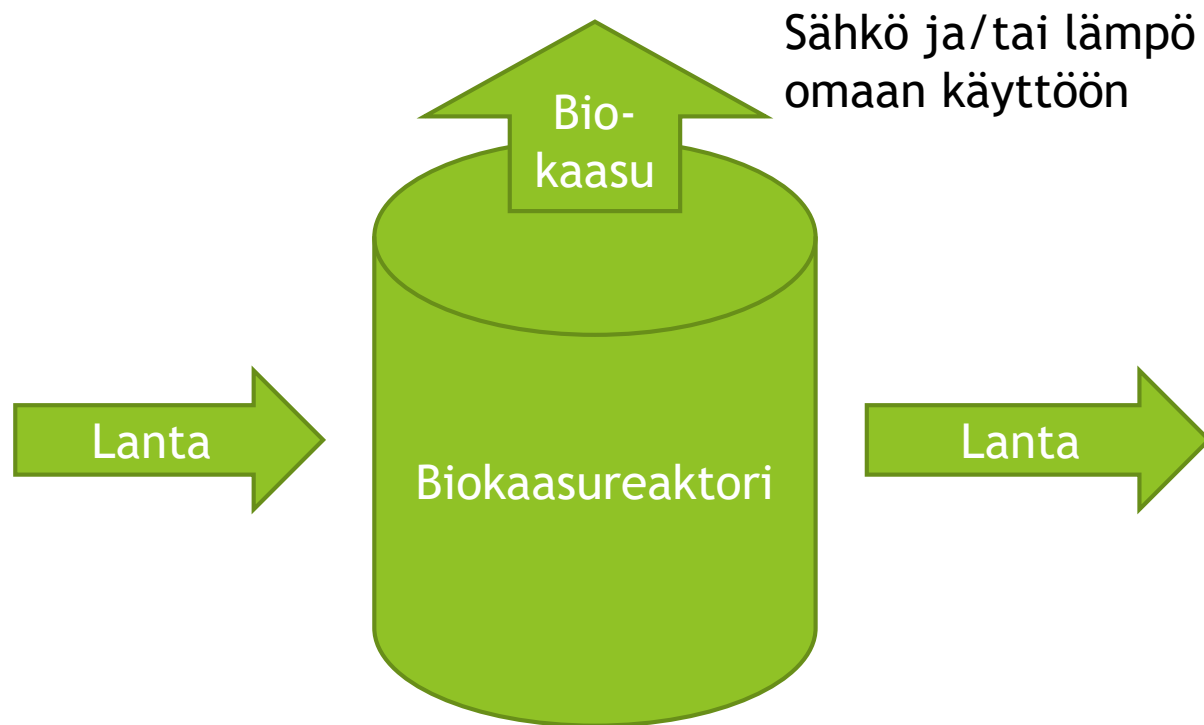 Sähkö ja/tai lämpö
omaan käyttöön
Bio-
kaasu
Lanta
Biokaasureaktori
Lanta